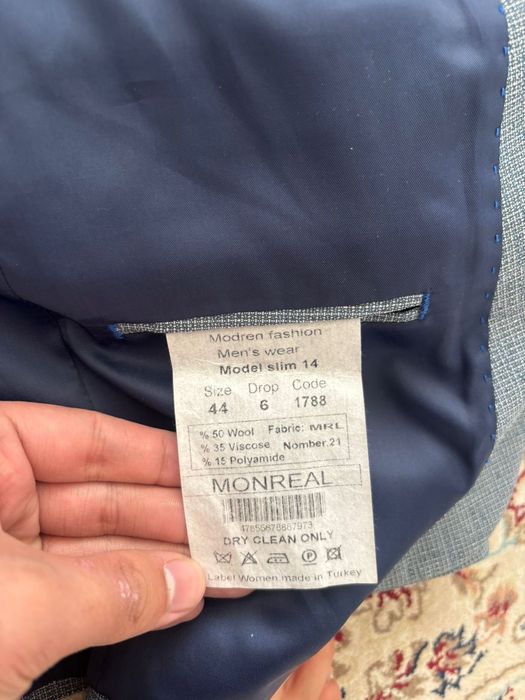 Modren fashion
Men's wear
Model slim 14
Size Drop Code
44 6 1788
% 50 Wool Fabric: MRL
% 35 Viscose Nomber.21
% 15 Polyamide
MONREAL
47855678867973
DRY CLEAN ONLY
Label Women made in Turkey